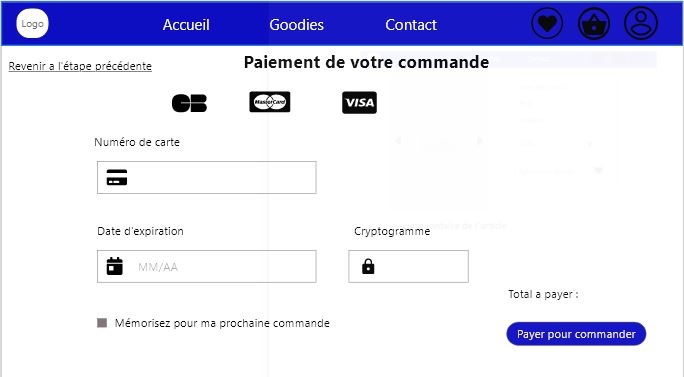 Logo
Accueil
Goodies
Contact
Revenir a l'étape précédente
Paiement de votre commande
CB
MasterCard
VISA
Numéro de carte
Date d'expiration
Cryptogramme
MM/AA
Total a payer :
Mémorisez pour ma prochaine commande
Payer pour commander